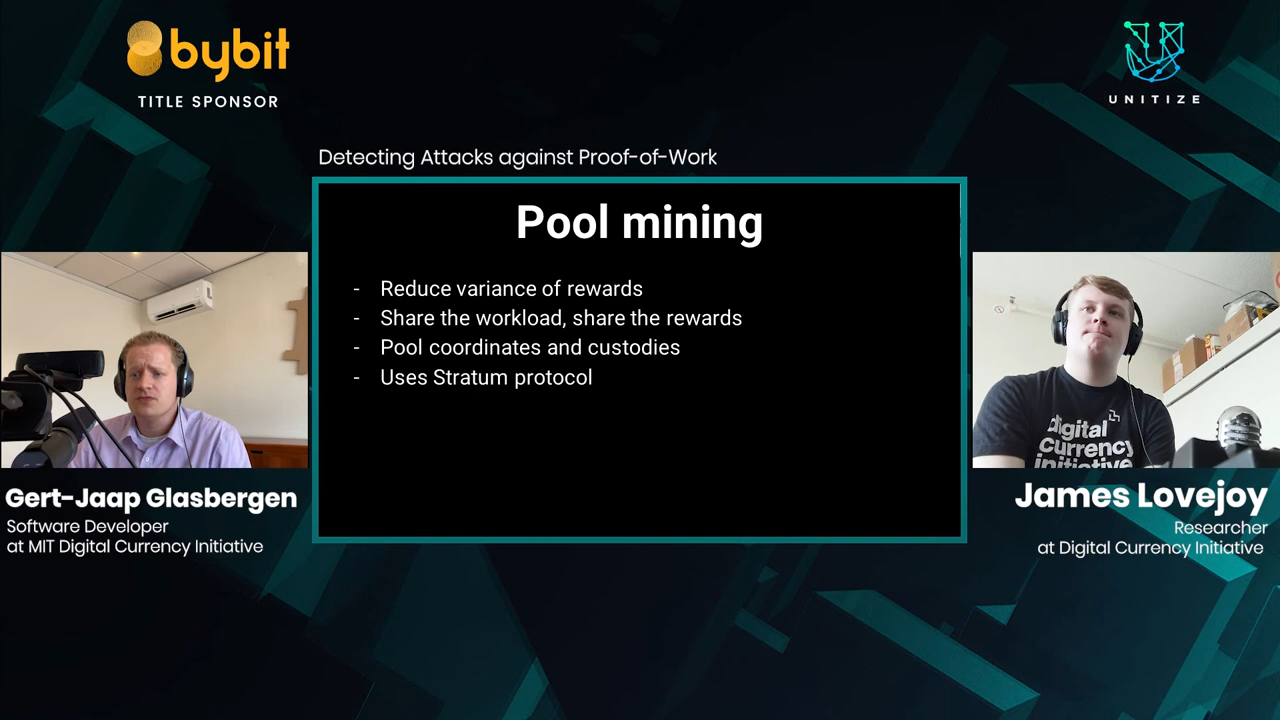 bybit
TITLE SPONSOR
UNITIZE
Detecting Attacks against Proof-of-Work
Pool mining
- Reduce variance of rewards
- Share the workload, share the rewards
- Pool coordinates and custodies
- Uses Stratum protocol
digital
currency
initiative
Gert-Jaap Glasbergen
Software Developer
at MIT Digital Currency Initiative
James Lovejoy
Researcher
at Digital Currency Initiative